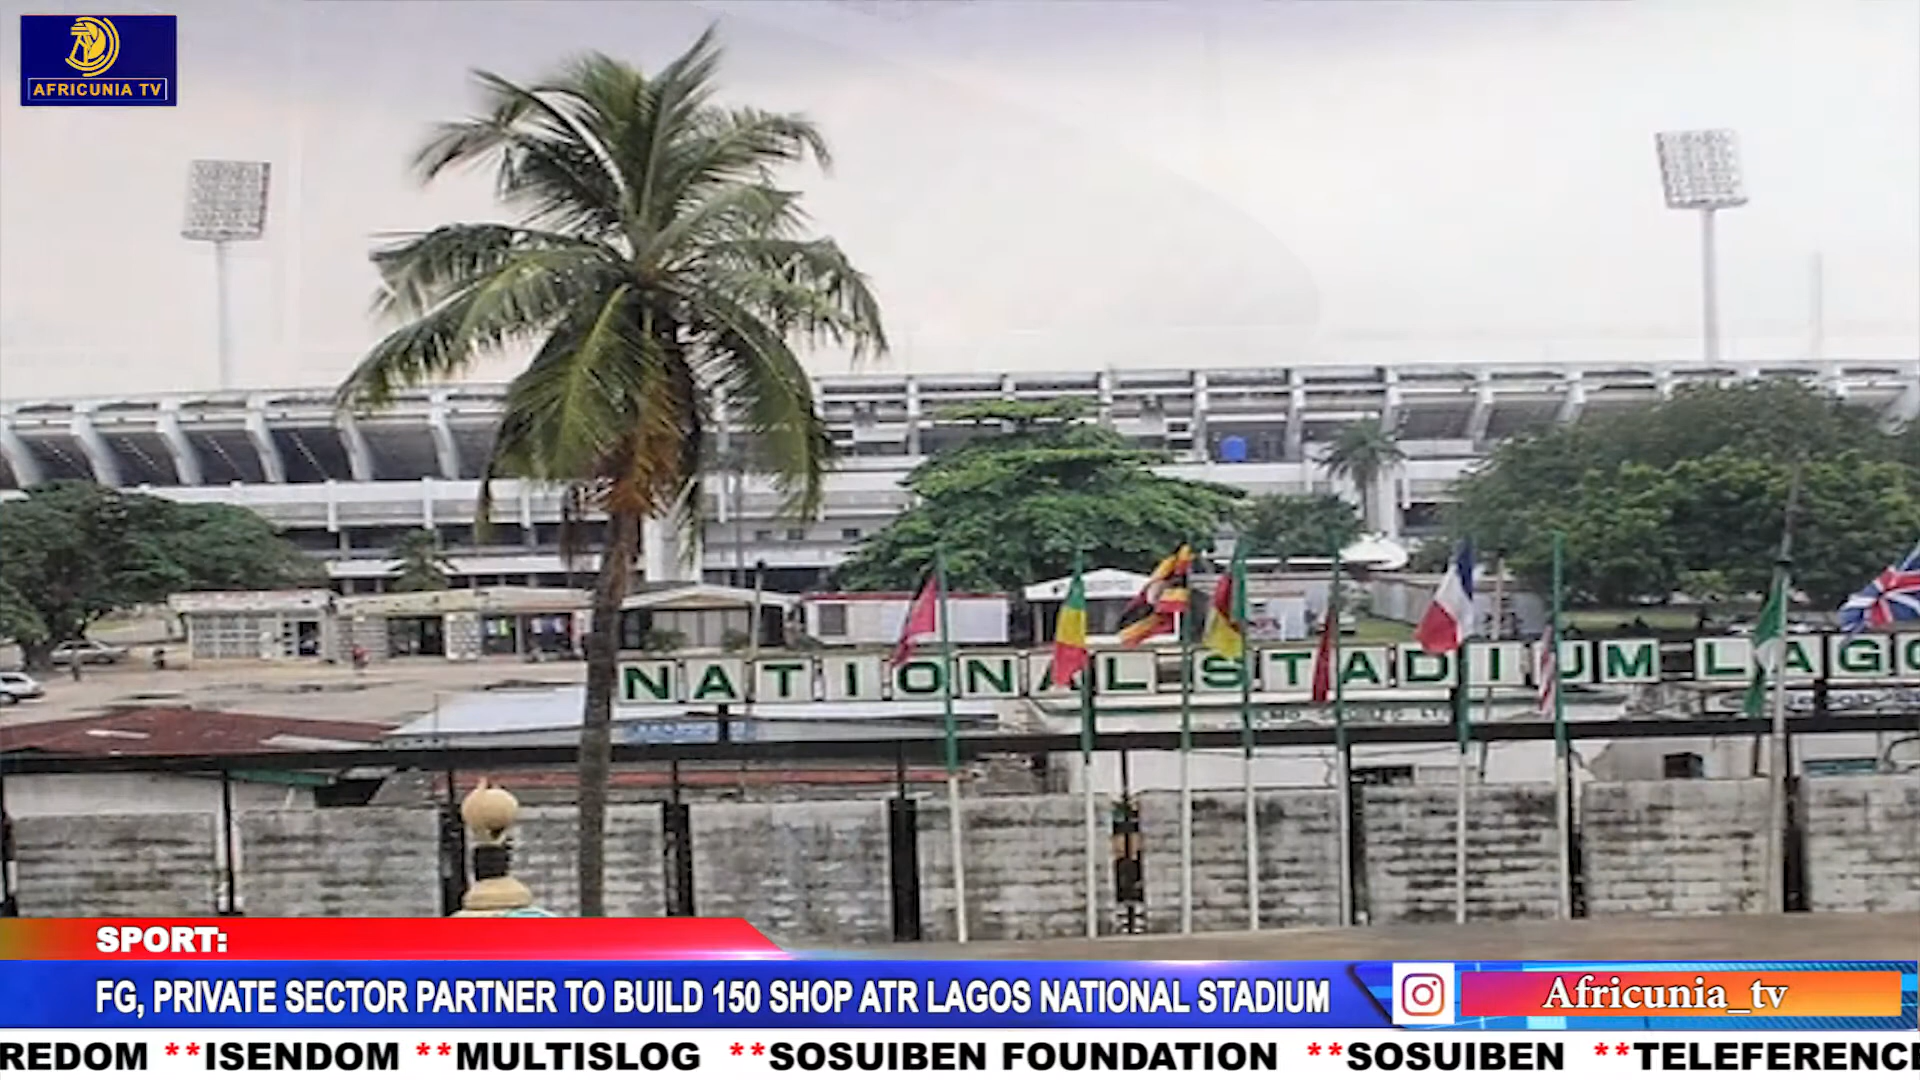 AFRICUNIA TV
NATIONAL STADIUM LAGO
SPORT:
FG, PRIVATE SECTOR PARTNER TO BUILD 150 SHOP ATR LAGOS NATIONAL STADIUM
Africunia_tv
REDOM **ISENDOM **MULTISLOG **SOSUIBEN FOUNDATION **SOSUIBEN **TELEFERENC